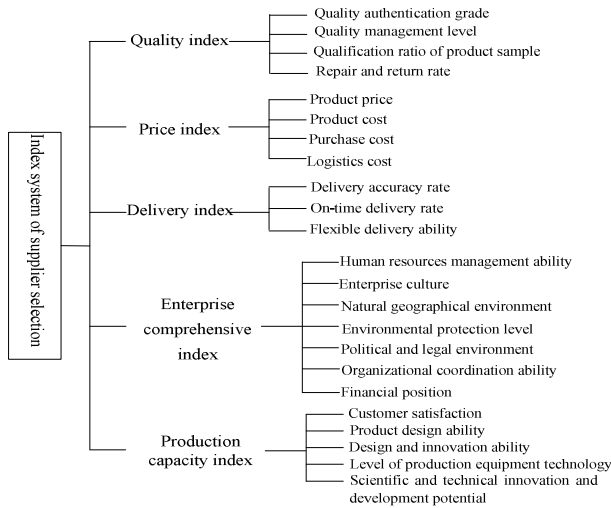 Index system of supplier selection
Quality index
Quality authentication grade
Quality management level
Qualification ratio of product sample
Repair and return rate
Price index
Product price
Product cost
Purchase cost
Logistics cost
Delivery index
Delivery accuracy rate
On-time delivery rate
Flexible delivery ability
Enterprise
comprehensive
index
Human resources management ability
Enterprise culture
Natural geographical environment
Environmental protection level
Political and legal environment
Organizational coordination ability
Financial position
Production
capacity index
Customer satisfaction
Product design ability
Design and innovation ability
Level of production equipment technology
Scientific and technical innovation and
development potential